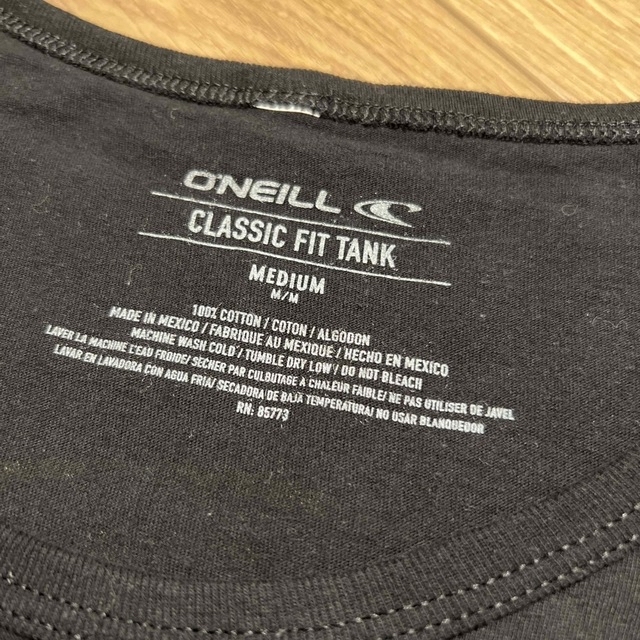 O'NEILL
CLASSIC FIT TANK
MEDIUM
M/M
100% COTTON / COTON / ALGODON
MADE IN MEXICO / FABRIQUE AU MEXIQUE / HECHO EN MEXICO
MACHINE WASH COLD / TUMBLE DRY LOW / DO NOT BLEACH
LAVER LA MACHINE L'EAU FROIDE/ SÉCHER PAR CULBUTAGE A CHALEUR FAIBLE/ NE PAS UTILISER DE JAVEL
LAVAR EN LAVADORA CON AGUA FRÍA/ SECADORA DE BAJA TEMPERATURA/ NO USAR BLANQUEDOR
RN: 85773